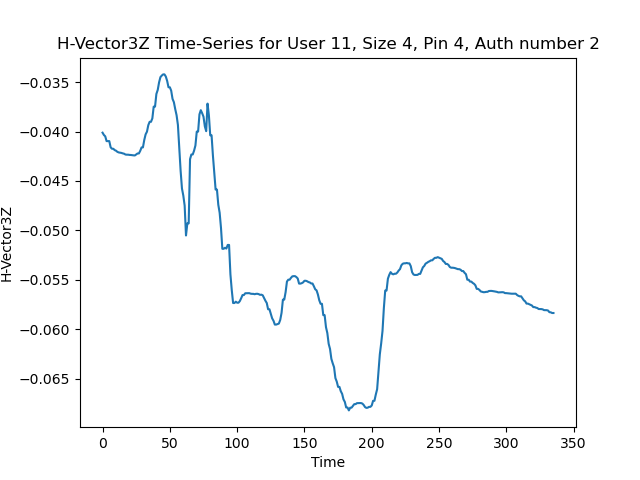 H-Vector3Z Time-Series for User 11, Size 4, Pin 4, Auth number 2
H-Vector3Z
−0.035
−0.040
−0.045
−0.050
−0.055
−0.060
−0.065
0 50 100 150 200 250 300 350
Time